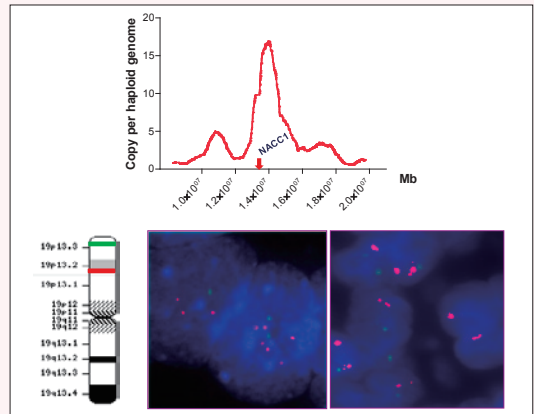 Copy per haploid genome
20
15
10
5
0
NACC1
1.0×10⁰⁷
1.2×10⁰⁷
1.4×10⁰⁷
1.6×10⁰⁷
1.8×10⁰⁷
2.0×10⁰⁷
Mb
19p13.3
19p13.2
19p13.1
19p12
19p11
19q11
19q12
19q13.1
19q13.2
19q13.3
19q13.4